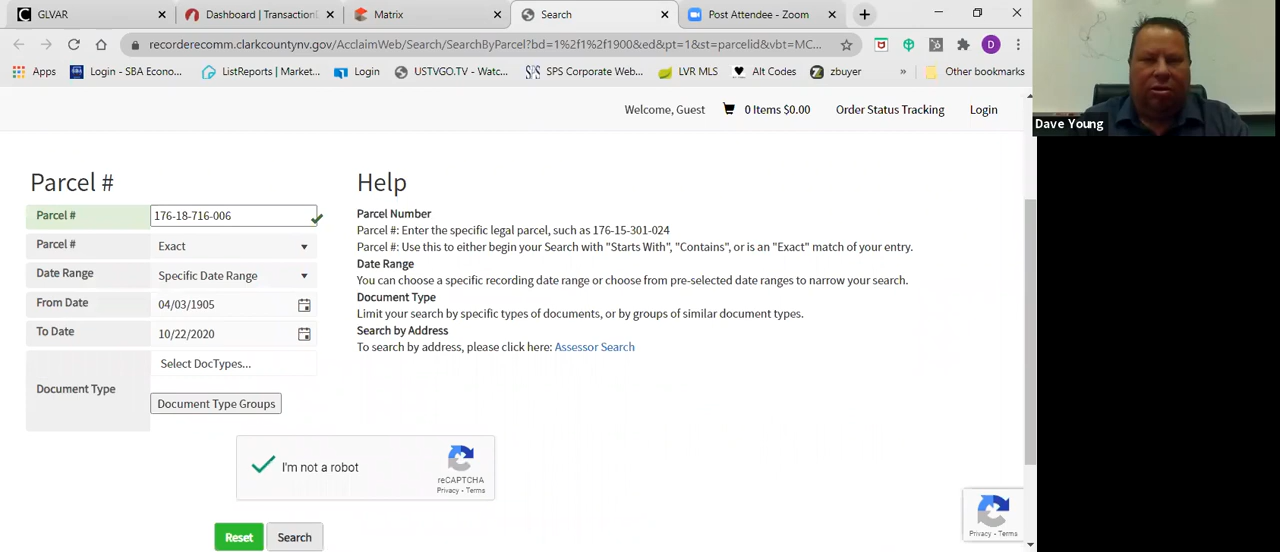 GLVAR
Dashboard | Transaction
Matrix
Search
Post Attendee - Zoom
recorderecomm.clarkcountynv.gov/AcclaimWeb/Search/SearchByParcel?bd=1%2f1%2f1900&ed&pt=1&st=parcelid&vbt=MC...
D
Apps
Login - SBA Econo...
ListReports | Market...
Login
USTVGO.TV - Watc...
SPS Corporate Web...
LVR MLS
Alt Codes
zbuyer
»
Other bookmarks
Dave Young
Welcome, Guest
0 Items $0.00
Order Status Tracking
Login
Parcel #
Parcel #
176-18-716-006
Parcel #
Exact
Date Range
Specific Date Range
From Date
04/03/1905
To Date
10/22/2020
Document Type
Select DocTypes...
Document Type Groups
Help
Parcel Number
Parcel #: Enter the specific legal parcel, such as 176-15-301-024
Parcel #: Use this to either begin your Search with "Starts With", "Contains", or is an "Exact" match of your entry.
Date Range
You can choose a specific recording date range or choose from pre-selected date ranges to narrow your search.
Document Type
Limit your search by specific types of documents, or by groups of similar document types.
Search by Address
To search by address, please click here: Assessor Search
I'm not a robot
reCAPTCHA
Privacy - Terms
Reset
Search
Privacy - Terms